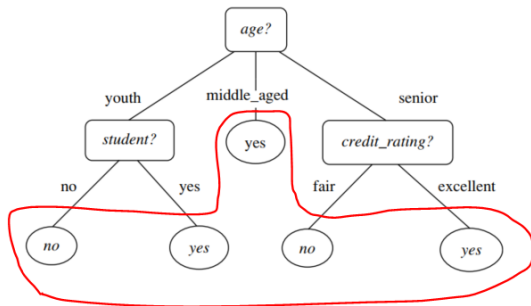 age?
youth middle_aged senior
student? yes credit_rating?
no yes fair excellent
no yes no yes